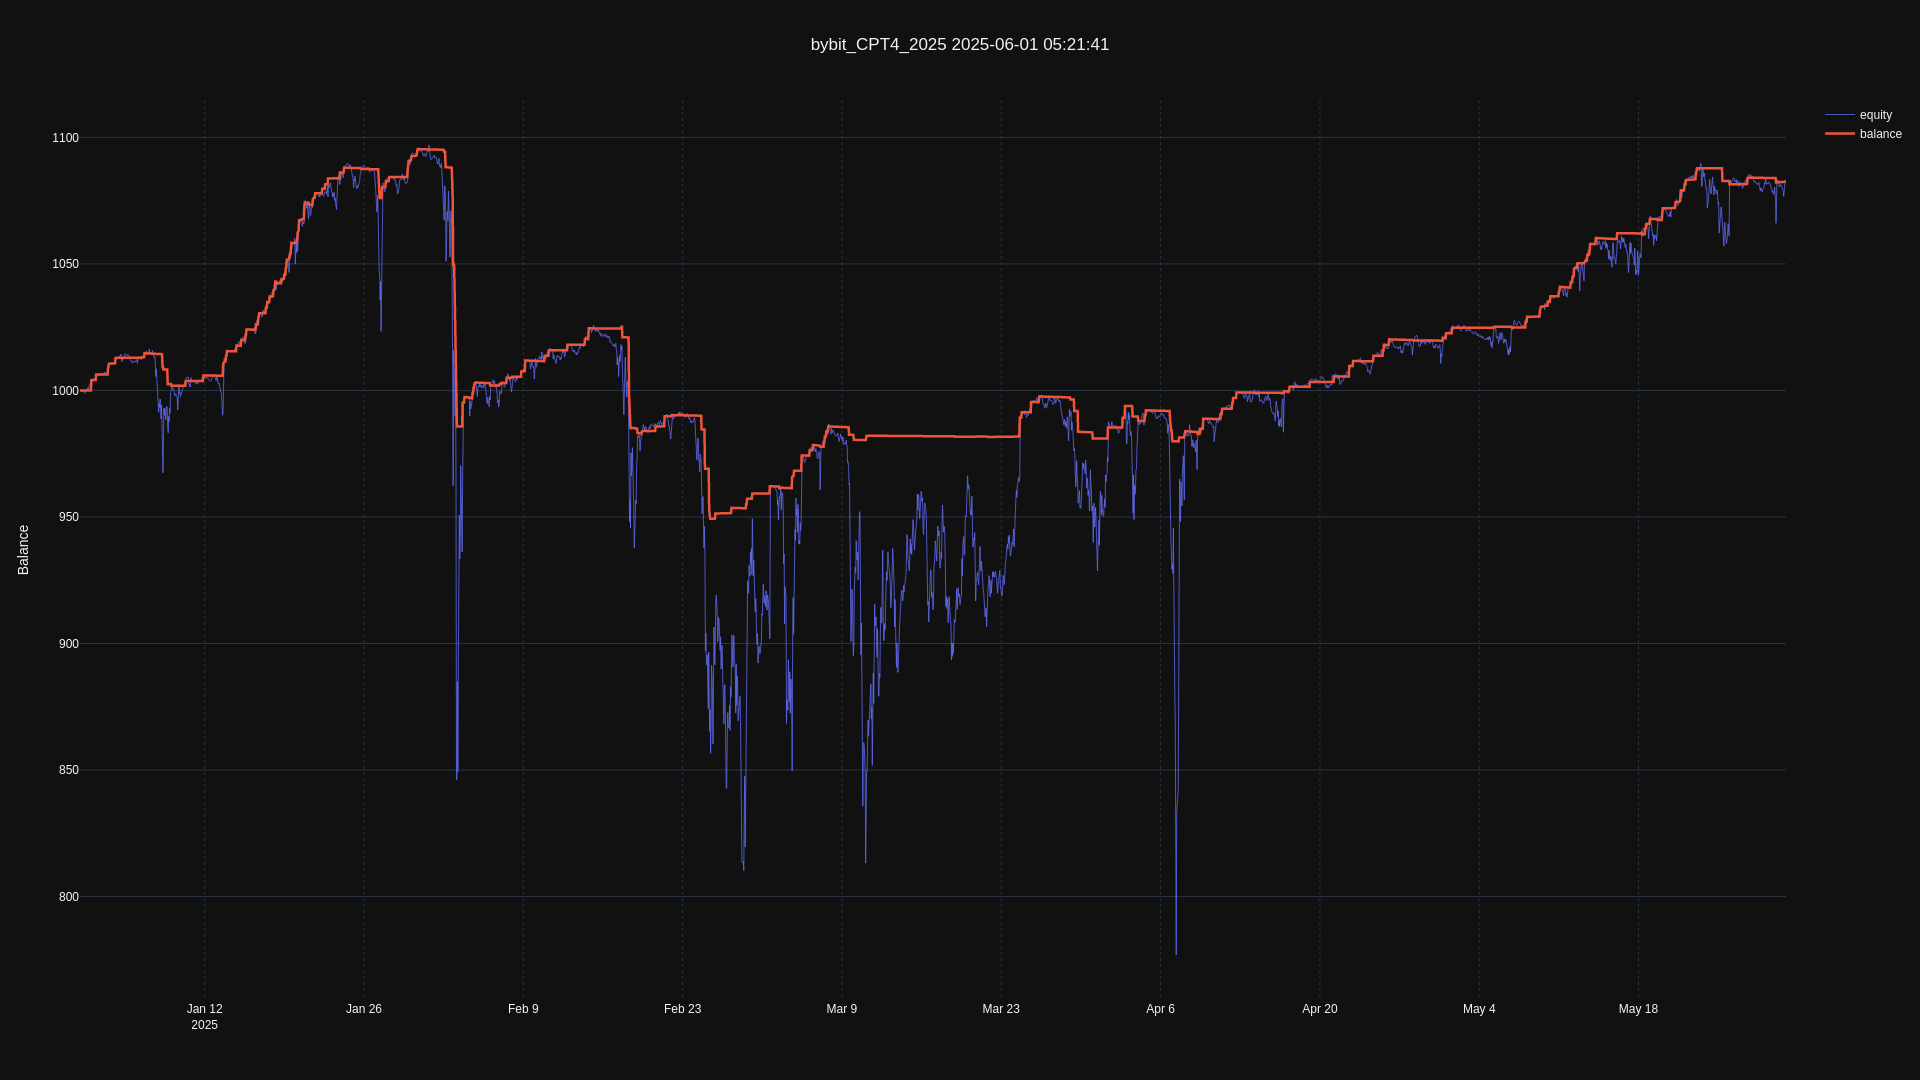 bybit_CPT4_2025 2025-06-01 05:21:41
equity
balance
1100
1050
1000
950
900
850
800
Balance
Jan 12
2025
Jan 26
Feb 9
Feb 23
Mar 9
Mar 23
Apr 6
Apr 20
May 4
May 18